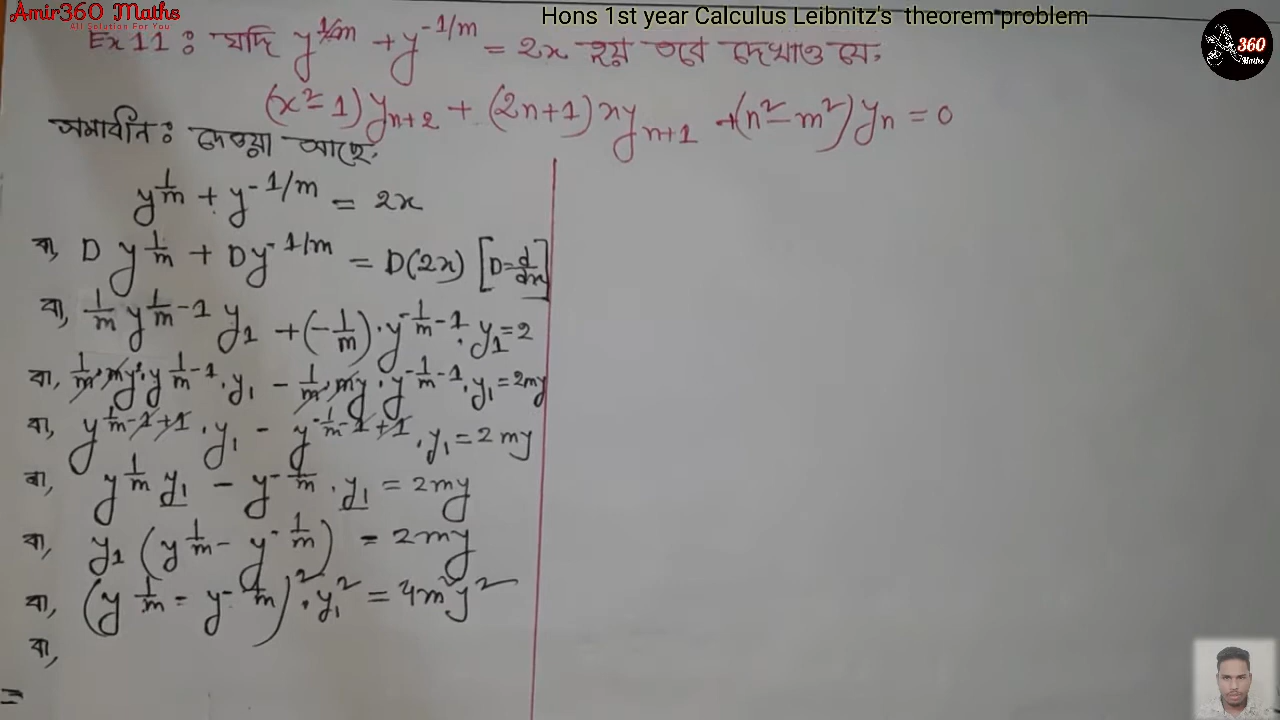 Amir360 Maths
All Solution For You
Hons 1st year Calculus Leibnitz's theorem problem
360
Maths
Ex 11 : যদি y^{1/m} + y^{-1/m} = 2x হয় তবে দেখাও যে,
(x² - 1) y_{n+2} + (2n+1) x y_{n+1} + (n² - m²) y_n = 0
সমাধান : দেওয়া আছে,
y^{1/m} + y^{-1/m} = 2x
বা, D y^{1/m} + D y^{-1/m} = D(2x) [D = d/dx]
বা, 1/m y^{1/m - 1} y₁ + (-1/m) · y^{-1/m - 1} · y₁ = 2
বা, 1/m · my · y^{1/m - 1} · y₁ - 1/m · my · y^{-1/m - 1} · y₁ = 2my
বা, y^{1/m - 1 + 1} · y₁ - y^{-1/m - 1 + 1} · y₁ = 2my
বা, y^{1/m} y₁ - y^{-1/m} · y₁ = 2my
বা, y₁ (y^{1/m} - y^{-1/m}) = 2my
বা, (y^{1/m} - y^{-1/m})² · y₁² = 4m²y²
বা,
=